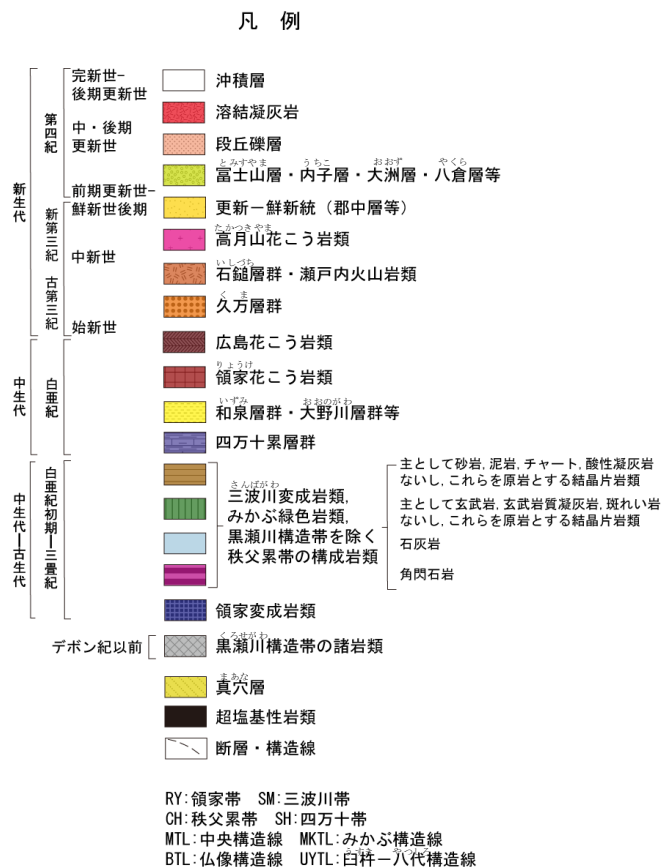 凡 例
新生代
第四紀
新第三紀
古第三紀
完新世−
後期更新世
中・後期
更新世
前期更新世−
鮮新世後期
中新世
始新世
沖積層
溶結凝灰岩
段丘礫層
とみすやま うちこ おおず やくら
富士山層・内子層・大洲層・八倉層等
更新−鮮新統（郡中層等）
たかつきやま
高月山花こう岩類
いしづち
石鎚層群・瀬戸内火山岩類
くま
久万層群
中生代
白亜紀
広島花こう岩類
りょうけ
領家花こう岩類
いずみ おおのがわ
和泉層群・大野川層群等
四万十累層群
中生代−古生代
白亜紀初期−三畳紀
さんばがわ
三波川変成岩類,
みかぶ緑色岩類,
黒瀬川構造帯を除く
秩父累帯の構成岩類
主として砂岩, 泥岩, チャート, 酸性凝灰岩
ないし, これらを原岩とする結晶片岩類
主として玄武岩, 玄武岩質凝灰岩, 斑れい岩
ないし, これらを原岩とする結晶片岩類
石灰岩
角閃石岩
領家変成岩類
デボン紀以前
くろせがわ
黒瀬川構造帯の諸岩類
まあな
真穴層
超塩基性岩類
断層・構造線
RY:領家帯 SM:三波川帯
CH:秩父累帯 SH:四万十帯
MTL:中央構造線 MKTL:みかぶ構造線
うすき やつしろ
BTL:仏像構造線 UYTL:臼杵−八代構造線